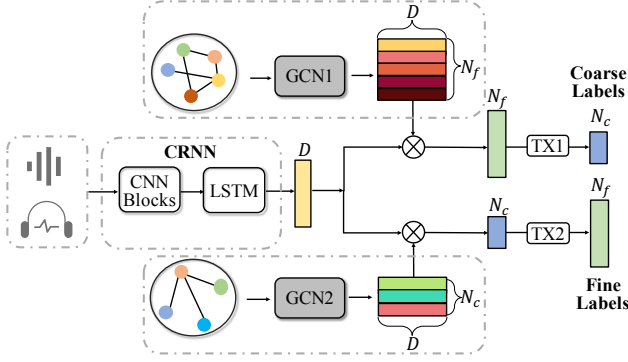 D
GCN1
N_f
Coarse
Labels
N_f
N_c
TX1
CRNN
CNN
Blocks
LSTM
D
N_c
TX2
N_f
Fine
Labels
GCN2
N_c
D